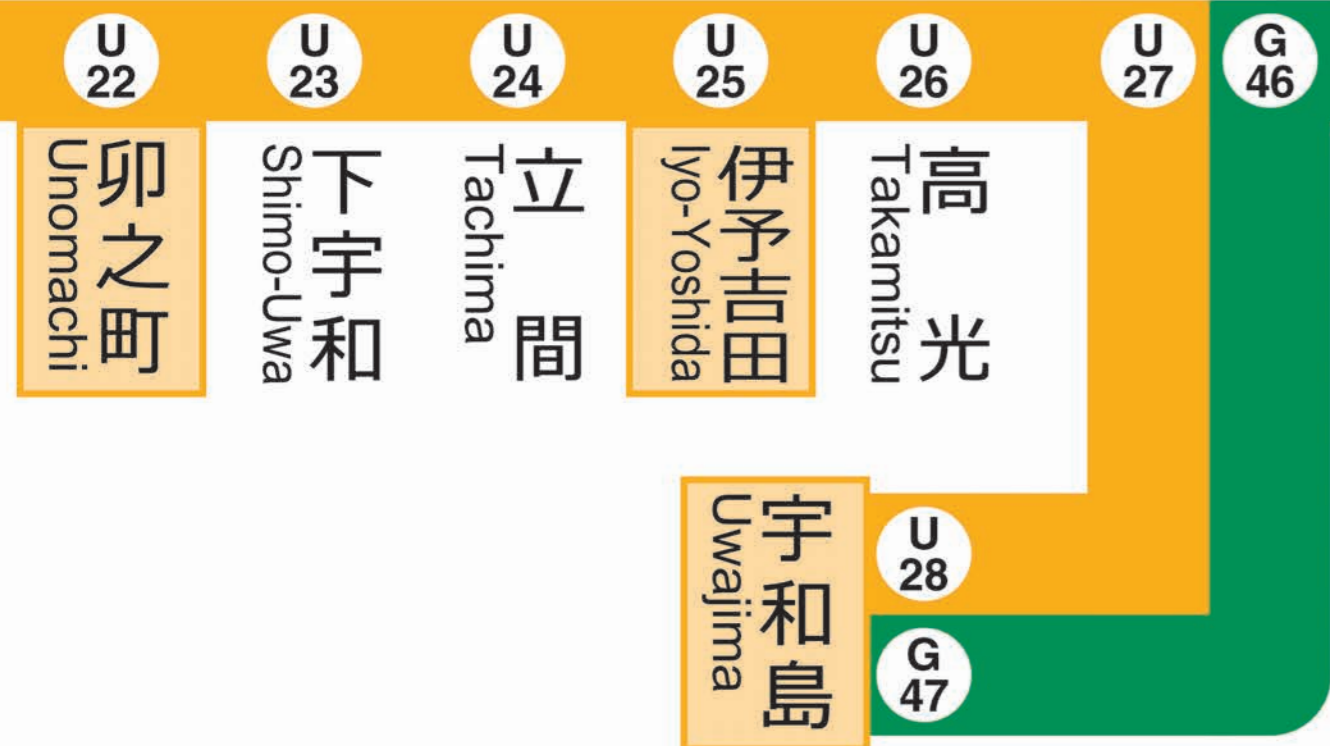 U
22
U
23
U
24
U
25
U
26
U
27
G
46
卯之町
Unomachi
下宇和
Shimo-Uwa
立間
Tachima
伊予吉田
Iyo-Yoshida
高光
Takamitsu
宇和島
Uwajima
U
28
G
47